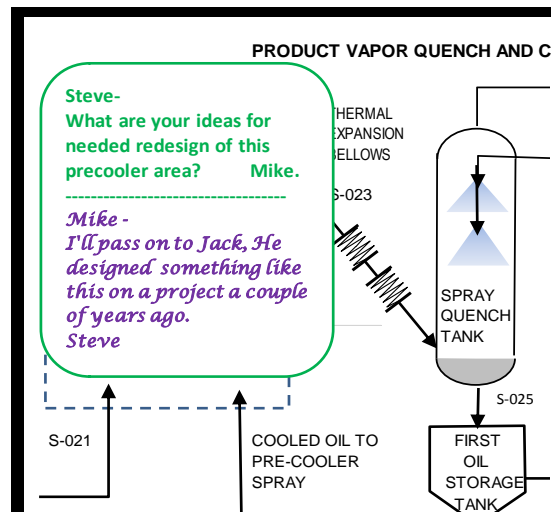 PRODUCT VAPOR QUENCH AND C
Steve-
What are your ideas for
needed redesign of this
precooler area? Mike.
-----------------------------------
Mike -
I'll pass on to Jack, He
designed something like
this on a project a couple
of years ago.
Steve
THERMAL
EXPANSION
BELLOWS
S-023
SPRAY
QUENCH
TANK
S-025
S-021
COOLED OIL TO
PRE-COOLER
SPRAY
FIRST
OIL
STORAGE
TANK